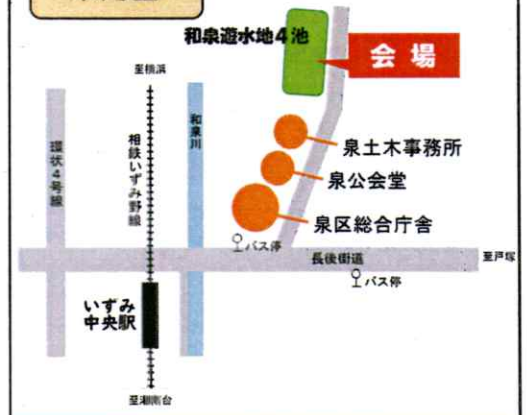 和泉遊水地4池
会場
至横浜
環状4号線
相鉄いずみ野線
和泉川
泉土木事務所
泉公会堂
泉区総合庁舎
バス停
長後街道
至戸塚
バス停
いずみ
中央駅
至湘南台